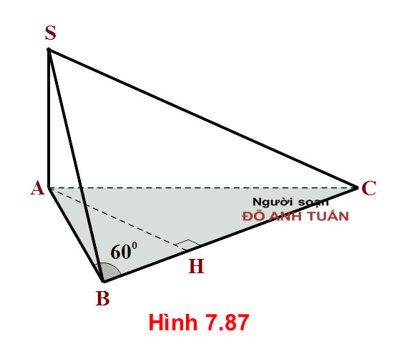 S
A
C
Người soạn
ĐỖ ANH TUẤN
60⁰
H
B
Hình 7.87